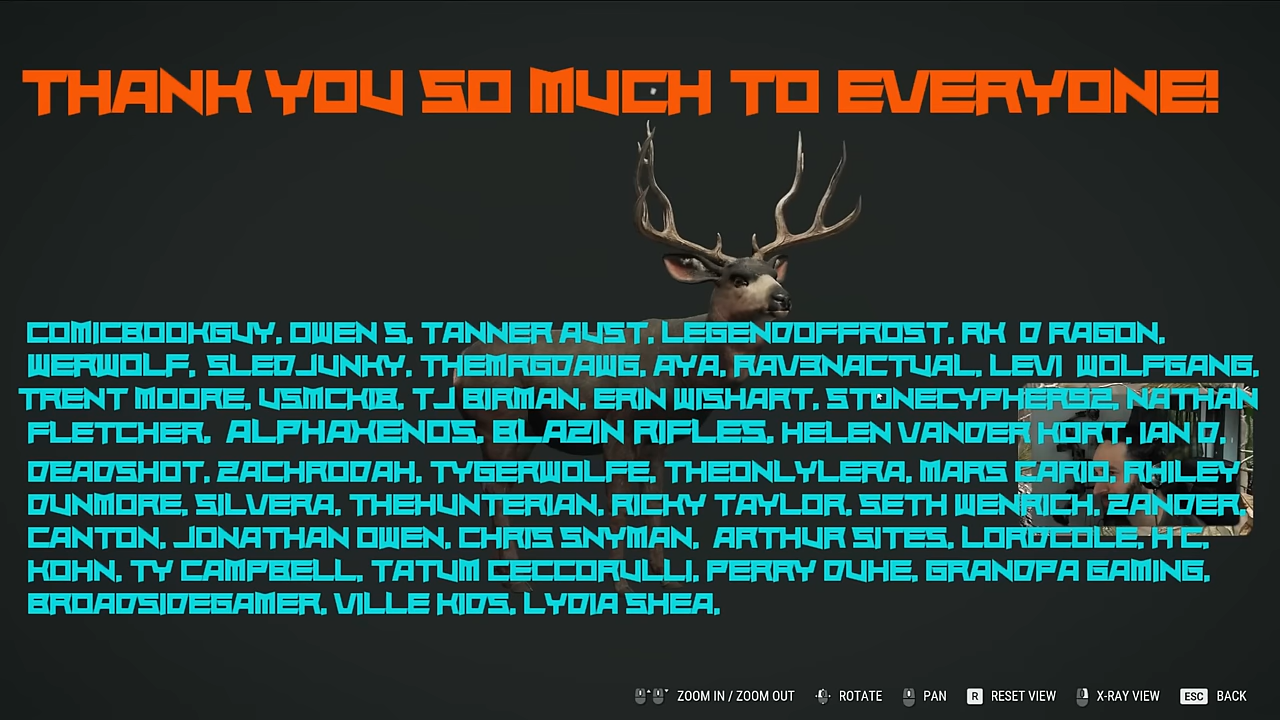 THANK YOU SO MUCH TO EVERYONE!
COMICBOOKGUY, OWEN S, TANNER AUST, LEGENDOFFROST, RK D RAGON,
WERWOLF, SLEDJUNKY, THEMRGDAWG, AYA, RAV3NACTUAL, LEVI WOLFGANG,
TRENT MOORE, USMCKIB, TJ BIRMAN, ERIN WISHART, STONECYPHER92, NATHAN
FLETCHER, ALPHAXENOS, BLAZIN RIFLES, HELEN VANDER KORT, IAN D,
DEADSHOT, ZACHRODAH, TYGERWOLFE, THEONLYLERA, MARS CARIO, RHILEY
DUNMORE, SILVERA, THEHUNTERIAN, RICKY TAYLOR, SETH WENRICH, ZANDER,
CANTON, JONATHAN OWEN, CHRIS SNYMAN, ARTHUR SITES, LORDCOLE, H C,
KOHN, TY CAMPBELL, TATUM CECCORULLI, PERRY DUKE, GRANDPA GAMING,
BROADSIDEGAMER, VILLE KIDS, LYDIA SHEA,
ZOOM IN / ZOOM OUT ROTATE PAN R RESET VIEW X-RAY VIEW ESC BACK